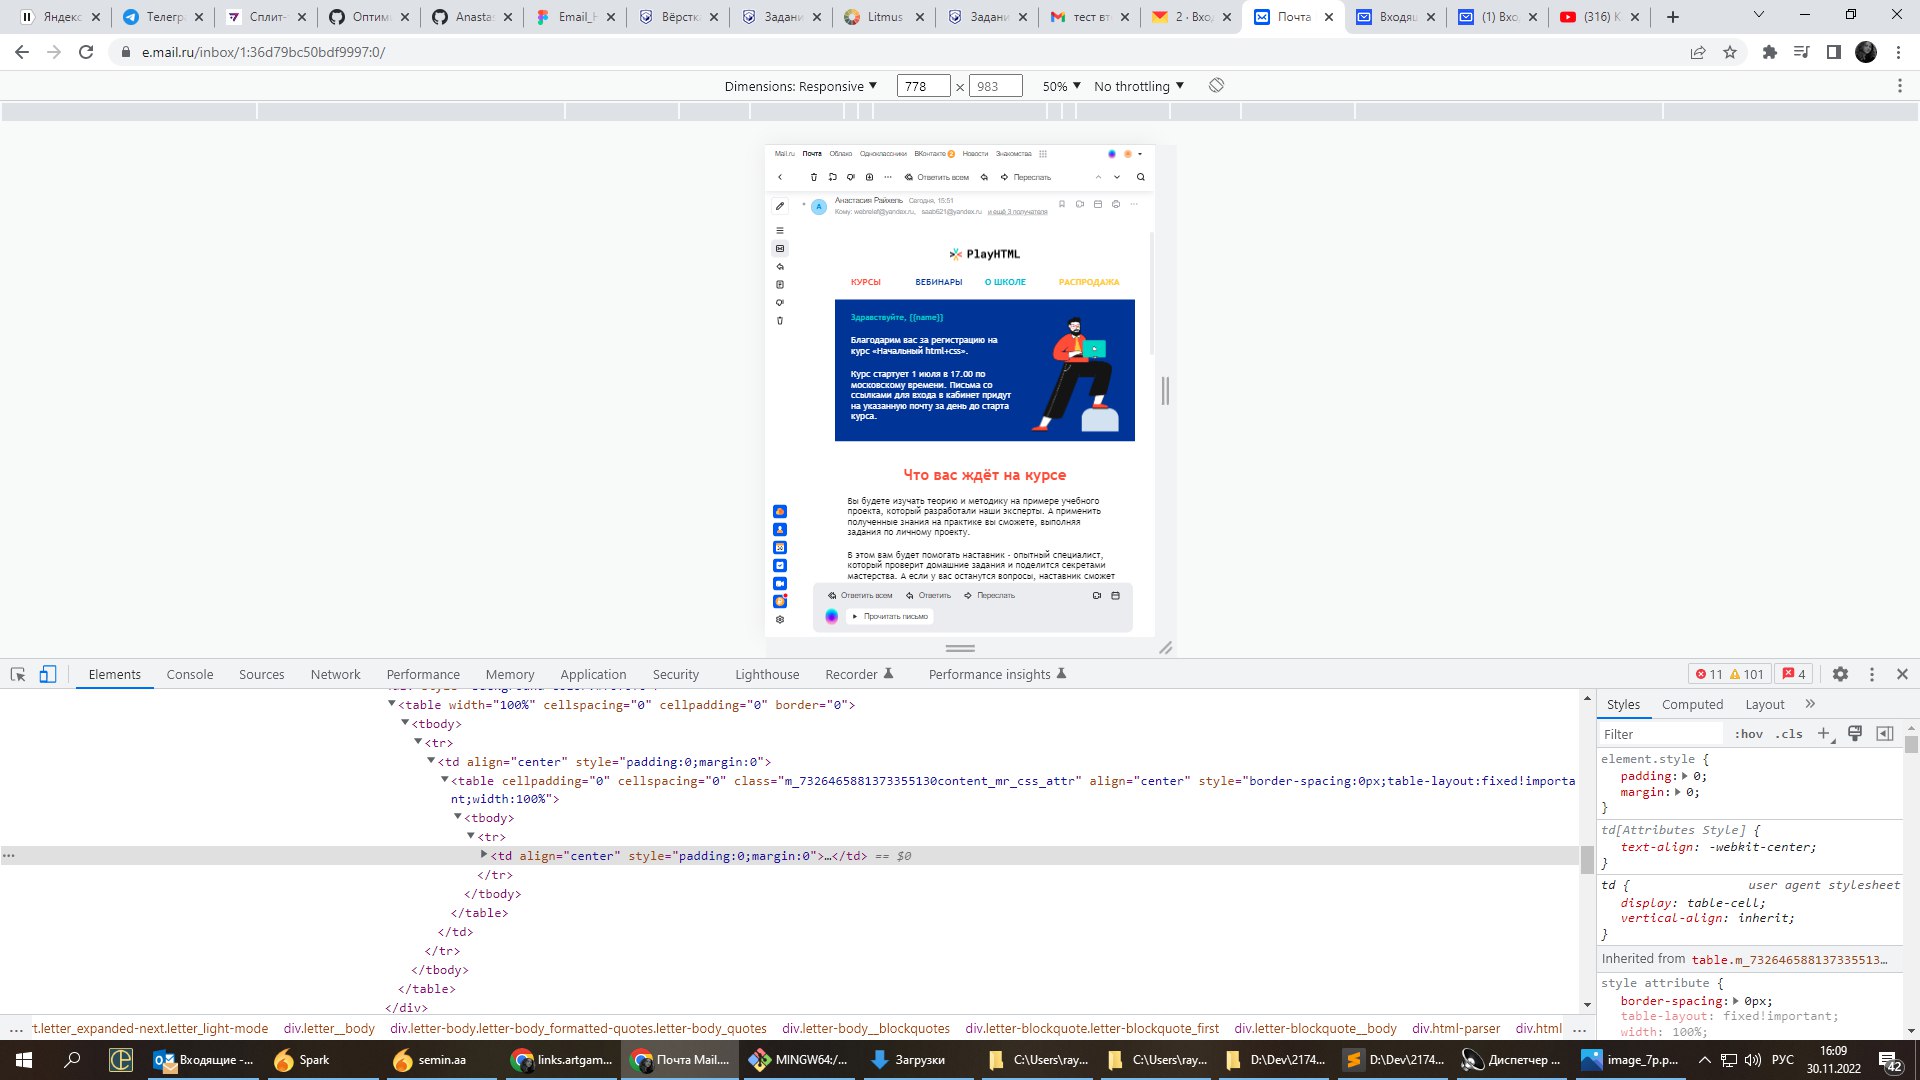 Яндекс
Телегр
Сплит-
Оптим
Anasta
Email_H
Вёрстк
Задани
Litmus
Задани
тест вт
2 · Вхо
Почта
Входящ
(1) Вхо
(316) К
e.mail.ru/inbox/1:36d79bc50bdf9997:0/
Dimensions: Responsive 778 × 983 50% No throttling
Mail.ru Почта Облако Одноклассники ВКонтакте 2 Новости Знакомства
Ответить всем Переслать
А
Анастасия Райхель Сегодня, 15:51
Кому: webrelef@yandex.ru, saab621@yandex.ru и ещё 3 получателя
PlayHTML
КУРСЫ ВЕБИНАРЫ О ШКОЛЕ РАСПРОДАЖА
Здравствуйте, {{name}}
Благодарим вас за регистрацию на
курс «Начальный html+css».
Курс стартует 1 июля в 17.00 по
московскому времени. Письма со
ссылками для входа в кабинет придут
на указанную почту за день до старта
курса.
Что вас ждёт на курсе
Вы будете изучать теорию и методику на примере учебного
проекта, который разработали наши эксперты. А применить
полученные знания на практике вы сможете, выполняя
задания по личному проекту.
В этом вам будет помогать наставник - опытный специалист,
который проверит домашние задания и поделится секретами
мастерства. А если у вас останутся вопросы, наставник сможет
Ответить всем Ответить Переслать
Прочитать письмо
Elements Console Sources Network Performance Memory Application Security Lighthouse Recorder Performance insights 11 101 4
<table width="100%" cellspacing="0" cellpadding="0" border="0">
<tbody>
<tr>
<td align="center" style="padding:0;margin:0">
<table cellpadding="0" cellspacing="0" class="m_7326465881373355130content_mr_css_attr" align="center" style="border-spacing:0px;table-layout:fixed!importa
nt;width:100%">
<tbody>
<tr>
<td align="center" style="padding:0;margin:0">…</td> == $0
</tr>
</tbody>
</table>
</td>
</tr>
</tbody>
</table>
</div>
... rt.letter_expanded-next.letter_light-mode div.letter__body div.letter-body.letter-body_formatted-quotes.letter-body_quotes div.letter-body__blockquotes div.letter-blockquote.letter-blockquote_first div.letter-blockquote__body div.html-parser div.html ...
Styles Computed Layout »
Filter :hov .cls +
element.style {
padding: 0;
margin: 0;
}
td[Attributes Style] {
text-align: -webkit-center;
}
td { user agent stylesheet
display: table-cell;
vertical-align: inherit;
}
Inherited from table.m_732646588137335513…
style attribute {
border-spacing: 0px;
table-layout: fixed!important;
width: 100%;
Входящие -...
Spark
semin.aa
links.artgam...
Почта Mail....
MINGW64:/...
Загрузки
C:\Users\ray...
C:\Users\ray...
D:\Dev\2174...
D:\Dev\2174...
Диспетчер ...
image_7p.p...
РУС
16:09
30.11.2022
42